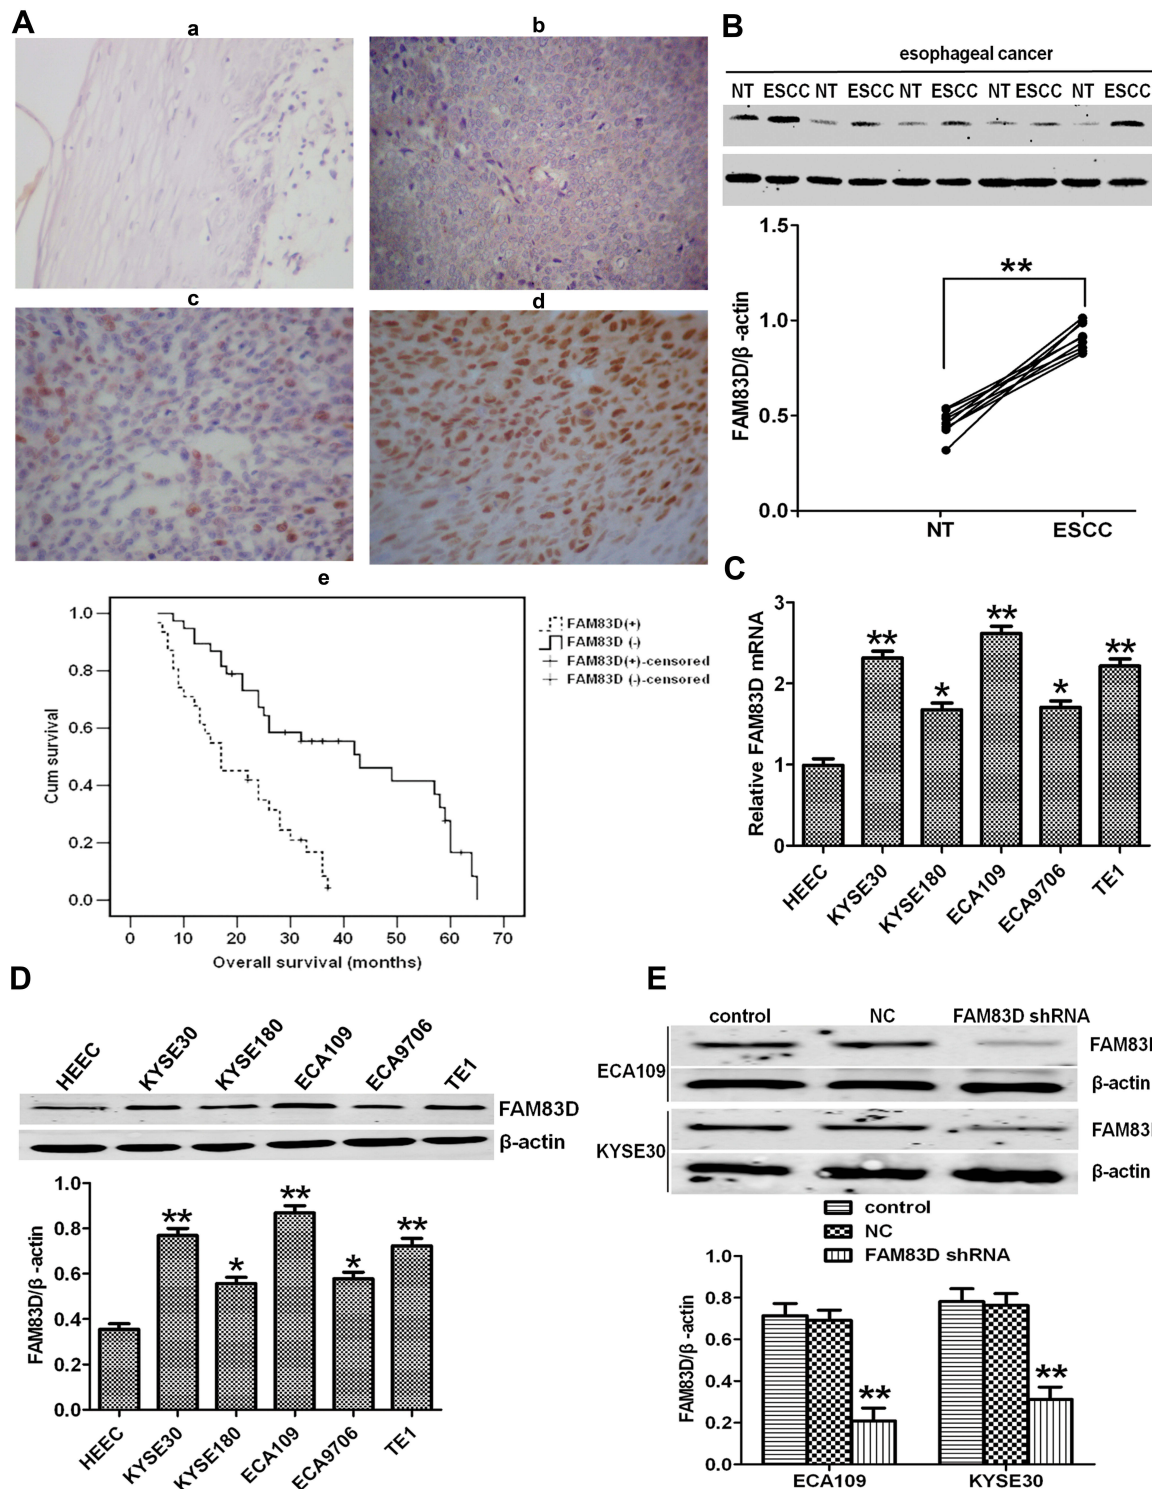 A
a
b
c
d
B
esophageal cancer
NT ESCC NT ESCC NT ESCC NT ESCC NT ESCC
1.5
1.0
0.5
0.0
FAM83D/β -actin
**
NT ESCC
e
1.0
0.8
0.6
0.4
0.2
0.0
Cum survival
FAM83D(+)
FAM83D (-)
FAM83D(+)-censored
FAM83D (-)-censored
0 10 20 30 40 50 60 70
Overall survival (months)
C
3
2
1
0
Relative FAM83D mRNA
** * ** * **
HEEC KYSE30 KYSE180 ECA109 ECA9706 TE1
D
HEEC KYSE30 KYSE180 ECA109 ECA9706 TE1
FAM83D
β-actin
1.0
0.8
0.6
0.4
0.2
0.0
FAM83D/β -actin
** * ** * **
HEEC KYSE30 KYSE180 ECA109 ECA9706 TE1
E
control NC FAM83D shRNA
ECA109
FAM83
β-actin
KYSE30
FAM83
β-actin
control
NC
FAM83D shRNA
1.0
0.8
0.6
0.4
0.2
0.0
FAM83D/β -actin
** **
ECA109 KYSE30